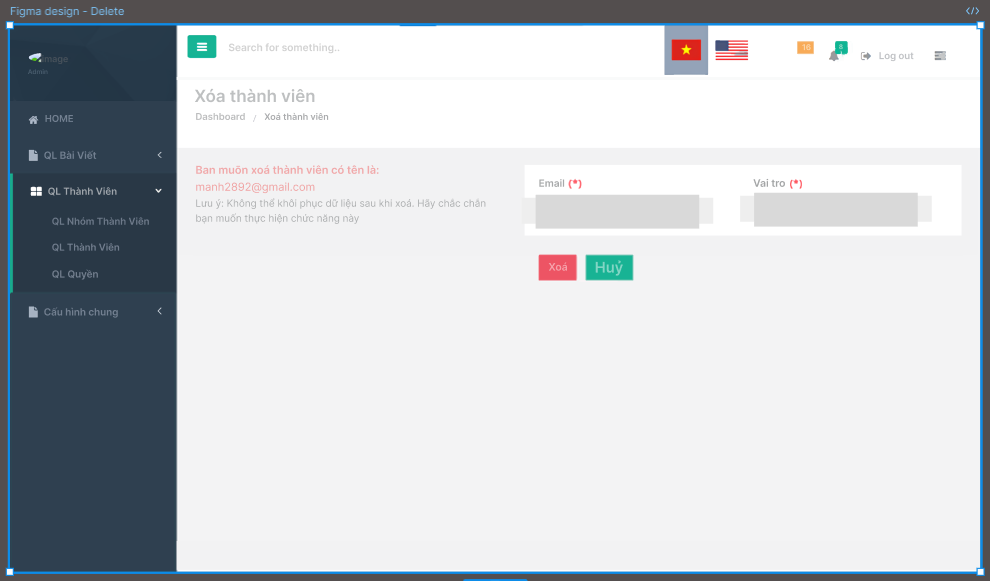 Figma design - Delete
</>
image
Admin
Search for something..
16
8
Log out
HOME
QL Bài Viết
QL Thành Viên
QL Nhóm Thành Viên
QL Thành Viên
QL Quyền
Cấu hình chung
Xóa thành viên
Dashboard / Xoá thành viên
Ban muôn xoá thành viên có tên là:
manh2892@gmail.com
Lưu ý: Không thể khôi phục dữ liệu sau khi xoá. Hãy chắc chắn
bạn muốn thực hiện chức năng này
Email (*)
Vai tro (*)
Xoá
Huỷ